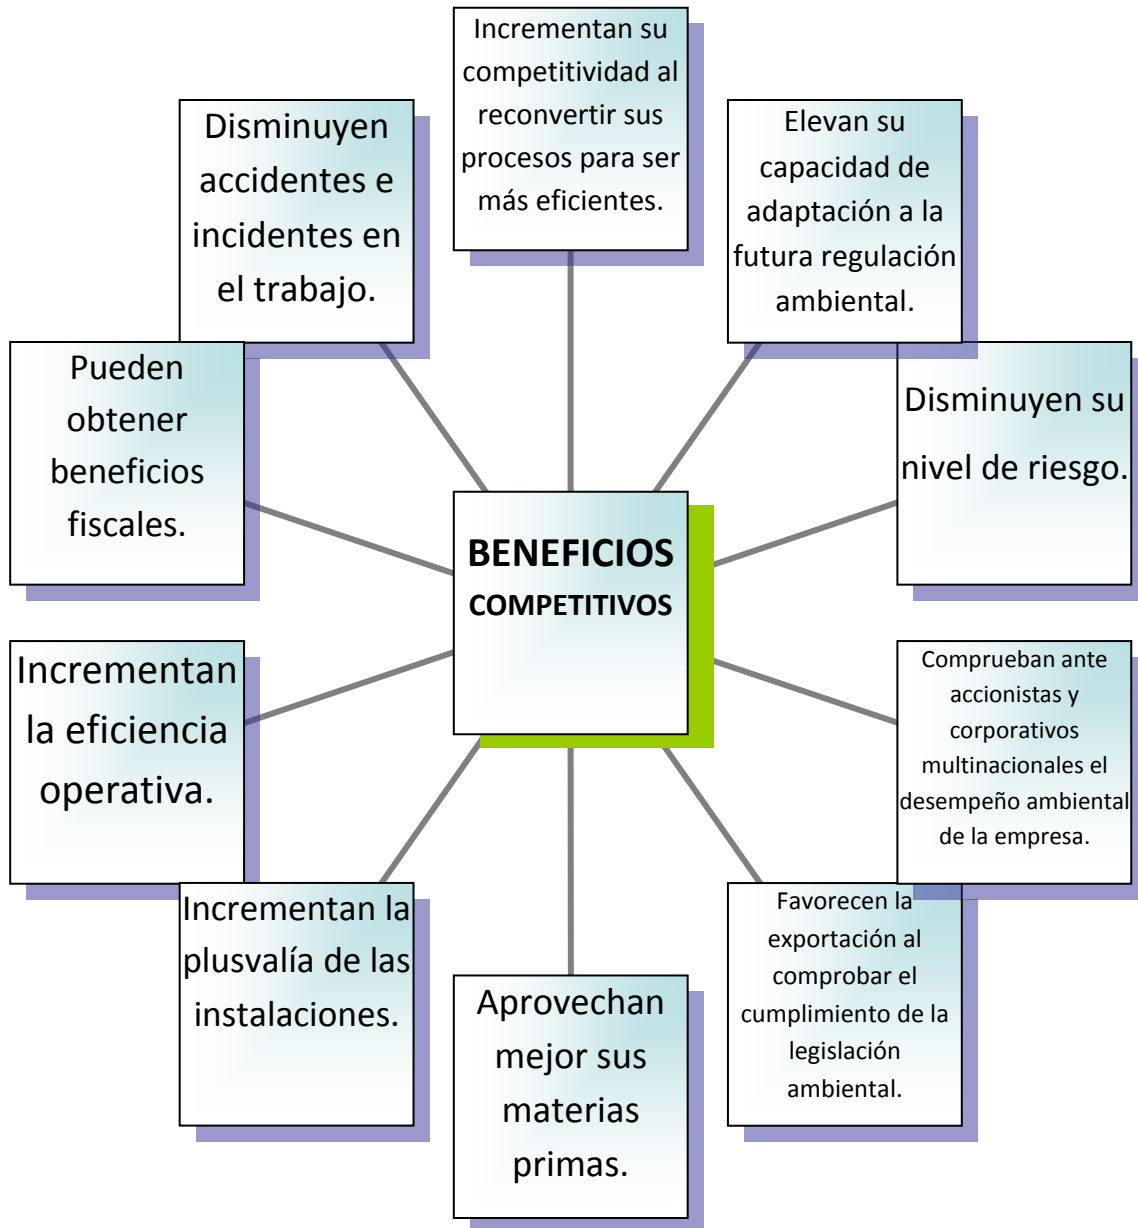 Incrementan su
competitividad al
reconvertir sus
procesos para ser
más eficientes.
Elevan su
capacidad de
adaptación a la
futura regulación
ambiental.
Disminuyen su
nivel de riesgo.
Comprueban ante
accionistas y
corporativos
multinacionales el
desempeño ambiental
de la empresa.
Favorecen la
exportación al
comprobar el
cumplimiento de la
legislación
ambiental.
Aprovechan
mejor sus
materias
primas.
Incrementan la
plusvalía de las
instalaciones.
Incrementan
la eficiencia
operativa.
Pueden
obtener
beneficios
fiscales.
Disminuyen
accidentes e
incidentes en
el trabajo.
BENEFICIOS
COMPETITIVOS